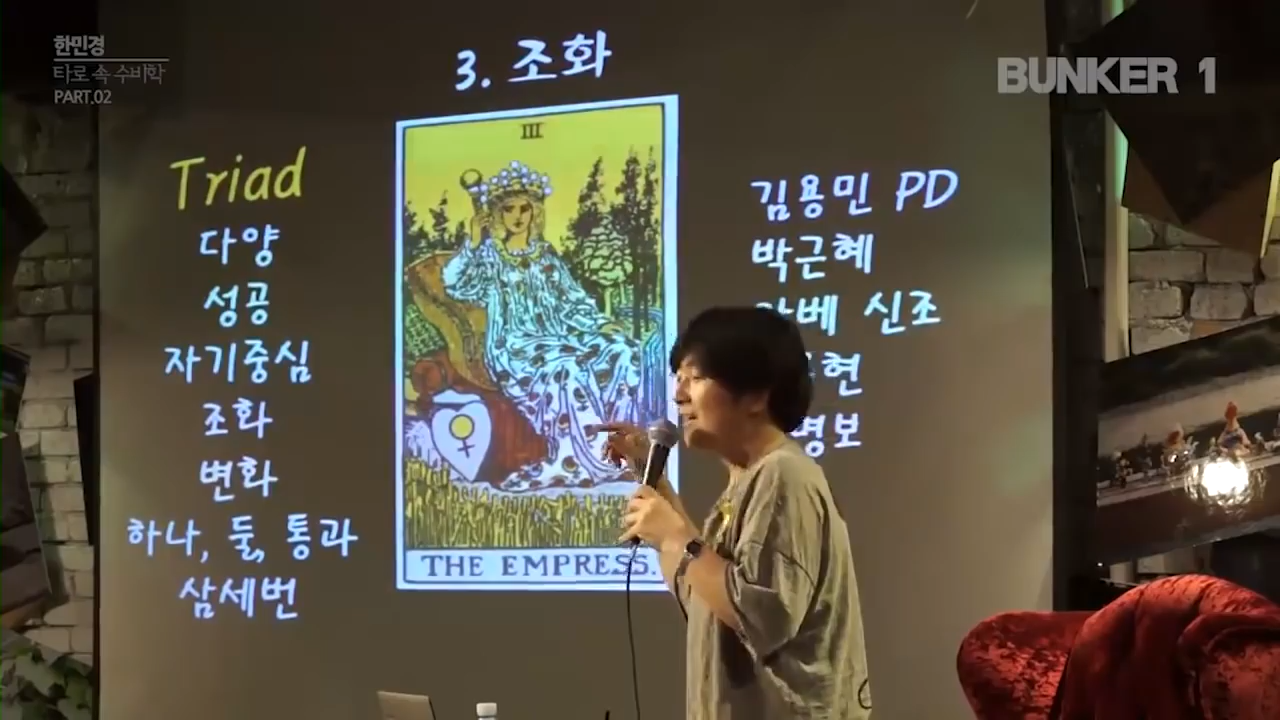 한민경
타로 속 수비학
PART.02
BUNKER 1
3. 조화
Triad
다양
성공
자기중심
조화
변화
하나, 둘, 통과
삼세번
III
THE EMPRESS.
김용민 PD
박근혜
신조